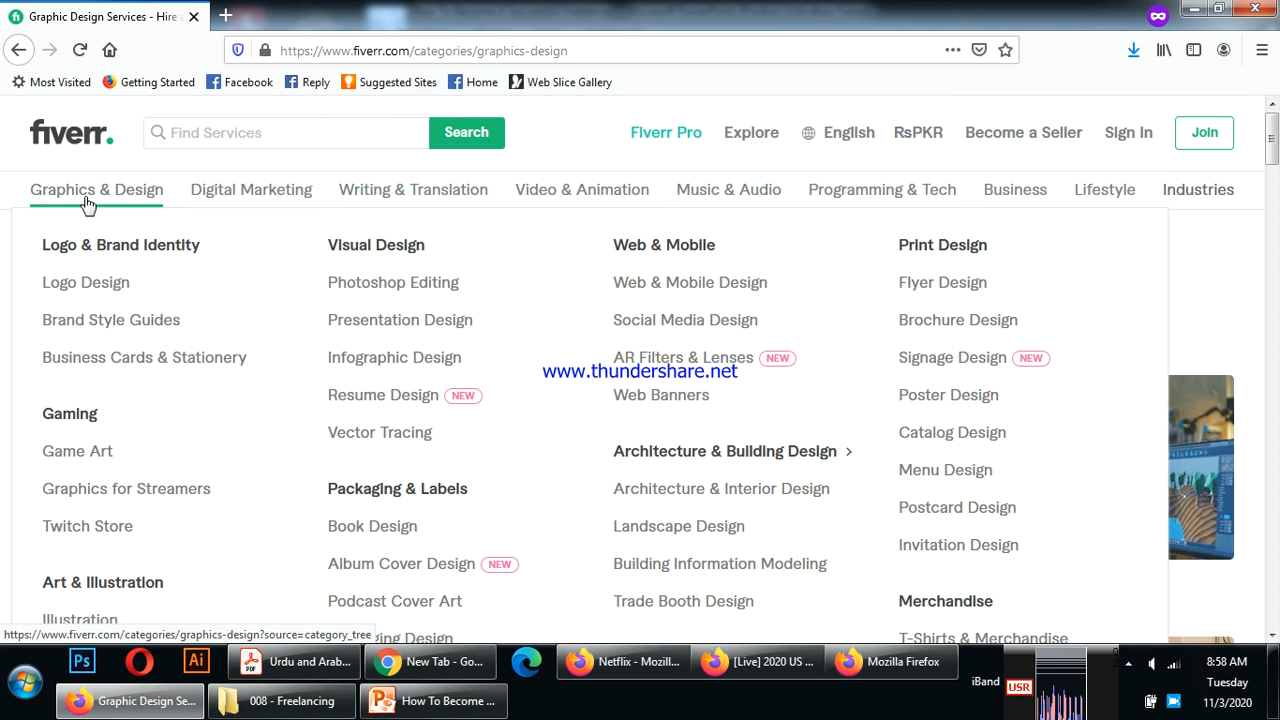 Graphic Design Services - Hire
https://www.fiverr.com/categories/graphics-design
Most Visited Getting Started Facebook Reply Suggested Sites Home Web Slice Gallery
fiverr. Find Services Search Fiverr Pro Explore English RsPKR Become a Seller Sign In Join
Graphics & Design Digital Marketing Writing & Translation Video & Animation Music & Audio Programming & Tech Business Lifestyle Industries
Logo & Brand Identity
Logo Design
Brand Style Guides
Business Cards & Stationery
Gaming
Game Art
Graphics for Streamers
Twitch Store
Art & Illustration
Illustration
Visual Design
Photoshop Editing
Presentation Design
Infographic Design
Resume Design NEW
Vector Tracing
Packaging & Labels
Book Design
Album Cover Design NEW
Podcast Cover Art
Design
Web & Mobile
Web & Mobile Design
Social Media Design
AR Filters & Lenses NEW
www.thundershare.net
Web Banners
Architecture & Building Design
Architecture & Interior Design
Landscape Design
Building Information Modeling
Trade Booth Design
Print Design
Flyer Design
Brochure Design
Signage Design NEW
Poster Design
Catalog Design
Menu Design
Postcard Design
Invitation Design
Merchandise
T-Shirts & Merchandise
https://www.fiverr.com/categories/graphics-design?source=category_tree
Ps Ai PDF Urdu and Arab... New Tab - Go... Netflix - Mozill... [Live] 2020 US ... Mozilla Firefox 8:58 AM
iBand USR Tuesday
Graphic Design Se... 008 - Freelancing How To Become ... 11/3/2020